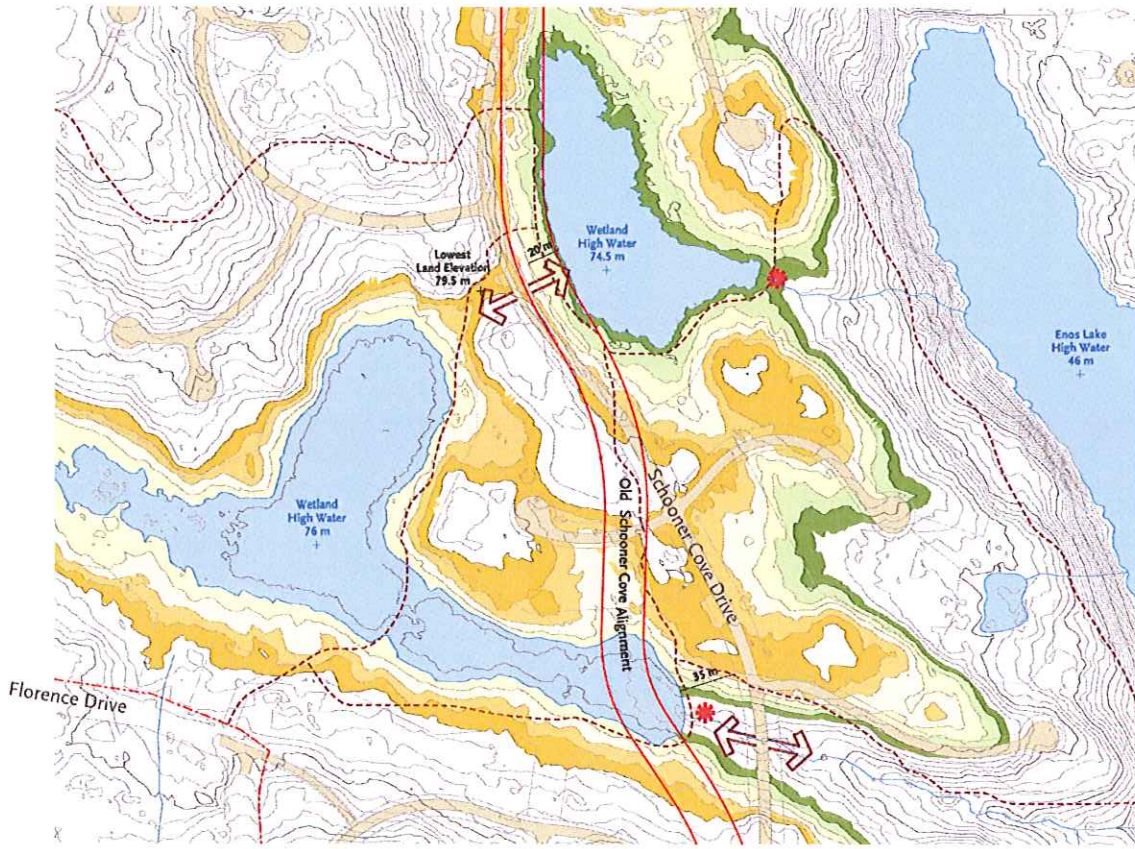 Wetland
High Water
74.5 m
20 m
Lowest
Land Elevation
79.5 m
Enos Lake
High Water
46 m
Wetland
High Water
76 m
Old Schooner Cove Alignment
Schooner Cove Drive
35 m
Florence Drive